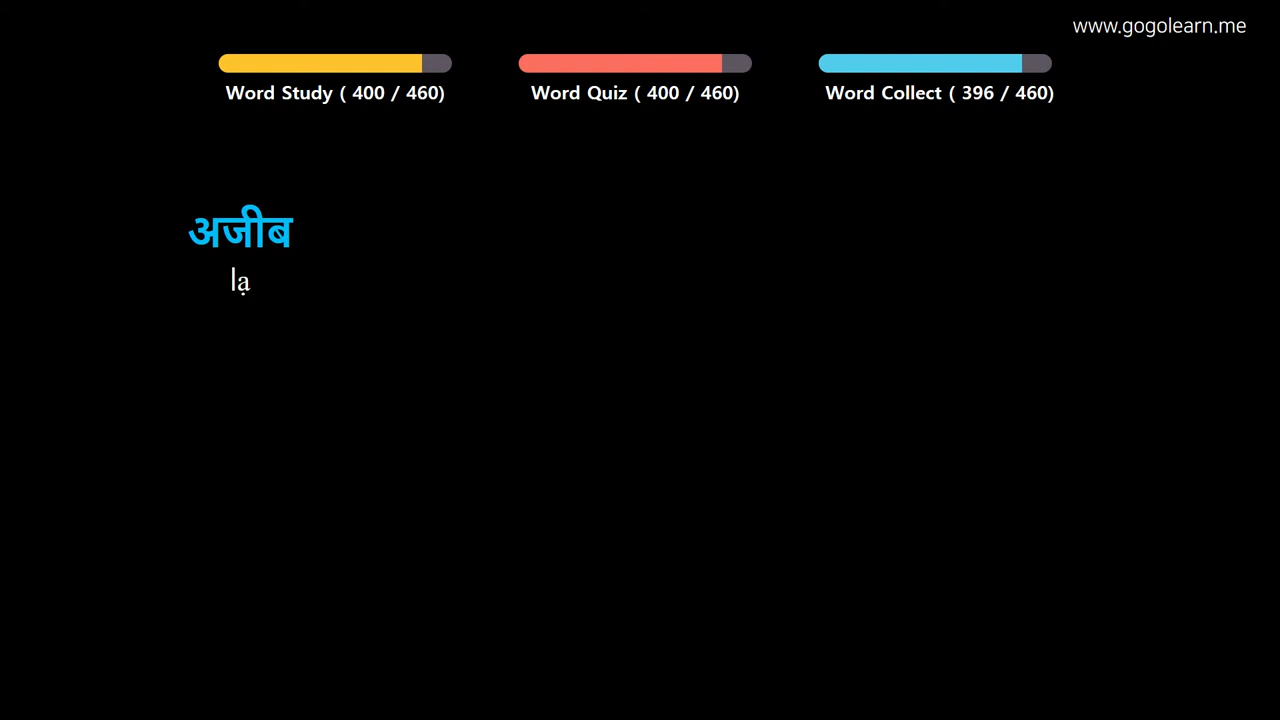 www.gogolearn.me
Word Study ( 400 / 460)
Word Quiz ( 400 / 460)
Word Collect ( 396 / 460)
अजीब
lạ